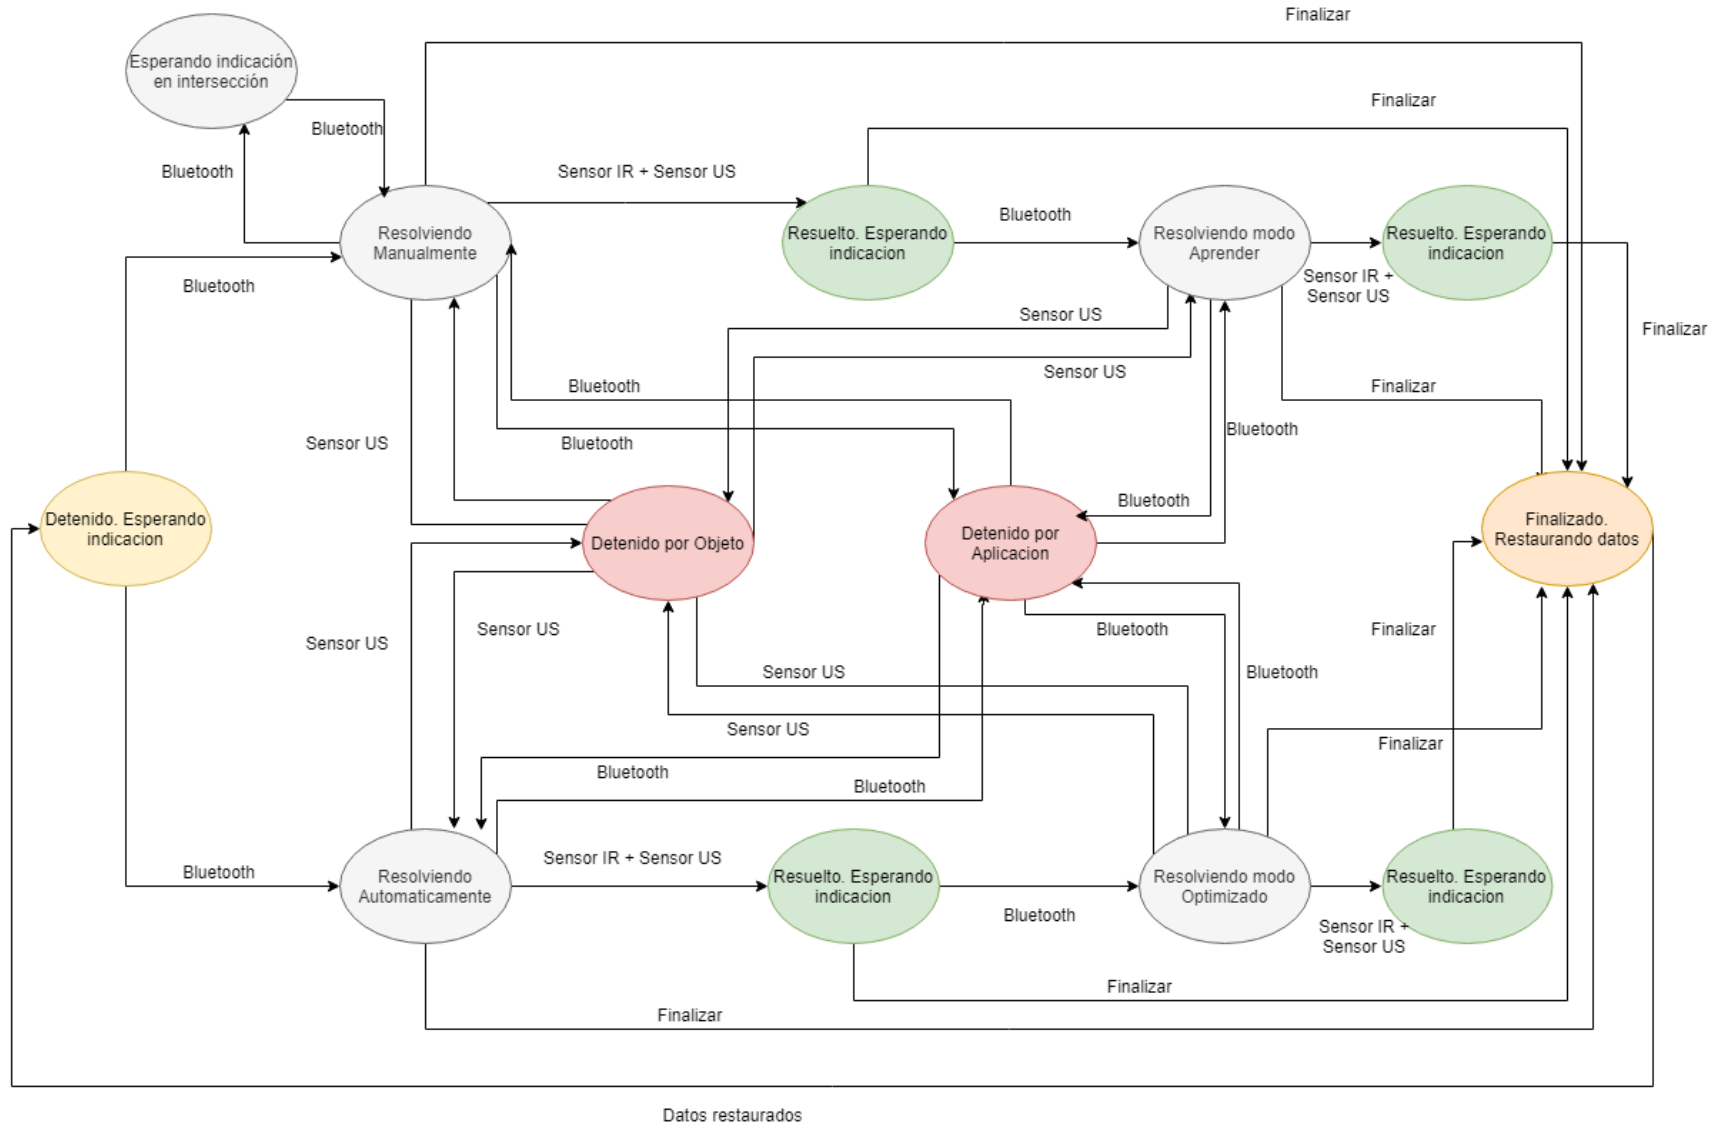 Finalizar
Esperando indicación
en intersección
Bluetooth
Bluetooth
Finalizar
Sensor IR + Sensor US
Resolviendo
Manualmente
Resuelto. Esperando
indicacion
Bluetooth
Resolviendo modo
Aprender
Resuelto. Esperando
indicacion
Sensor IR +
Sensor US
Bluetooth
Sensor US
Finalizar
Sensor US
Bluetooth
Finalizar
Sensor US
Bluetooth
Bluetooth
Bluetooth
Detenido. Esperando
indicacion
Detenido por Objeto
Detenido por
Aplicacion
Finalizado.
Restaurando datos
Sensor US
Sensor US
Bluetooth
Finalizar
Sensor US
Bluetooth
Sensor US
Finalizar
Bluetooth
Bluetooth
Bluetooth
Sensor IR + Sensor US
Resolviendo
Automaticamente
Resuelto. Esperando
indicacion
Bluetooth
Resolviendo modo
Optimizado
Resuelto. Esperando
indicacion
Sensor IR +
Sensor US
Finalizar
Finalizar
Datos restaurados